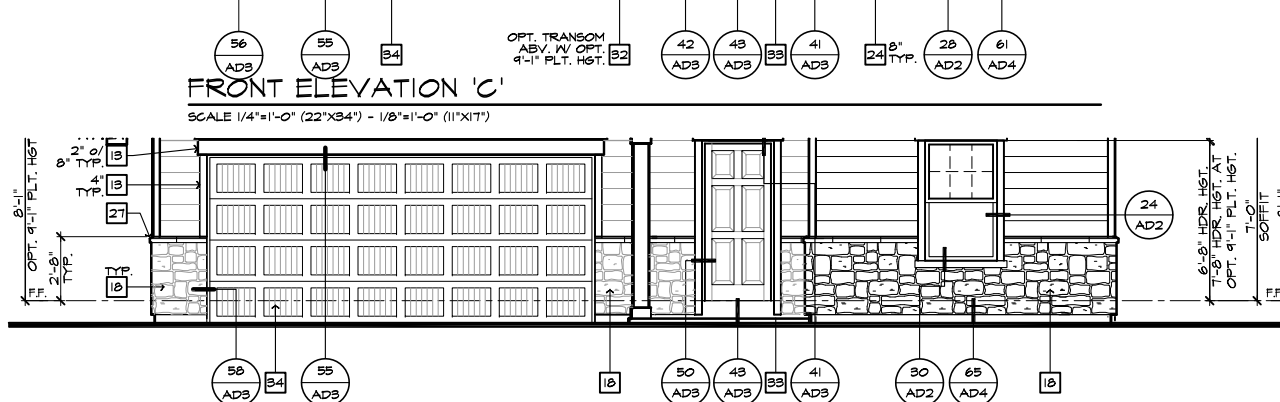 56
AD3
55
AD3
34
OPT. TRANSOM
ABV. W/ OPT.
9'-1" PLT. HGT.
32
42
AD3
43
AD3
33
41
AD3
24
8"
TYP.
28
AD2
61
AD4
FRONT ELEVATION 'C'
SCALE 1/4"=1'-0" (22"X34") - 1/8"=1'-0" (11"X17")
2" O/
8" TYP.
13
4"
TYP.
13
27
TYP.
18
8'-1"
OPT. 9'-1" PLT. HGT
2'-8"
TYP.
F.F.
24
AD2
6'-8" HDR. HGT.
7'-8" HDR. HGT. AT
OPT. 9'-1" PLT. HGT.
7'-0"
SOFFIT
F.F.
58
AD3
34
55
AD3
18
50
AD3
43
AD3
33
41
AD3
30
AD2
65
AD4
18